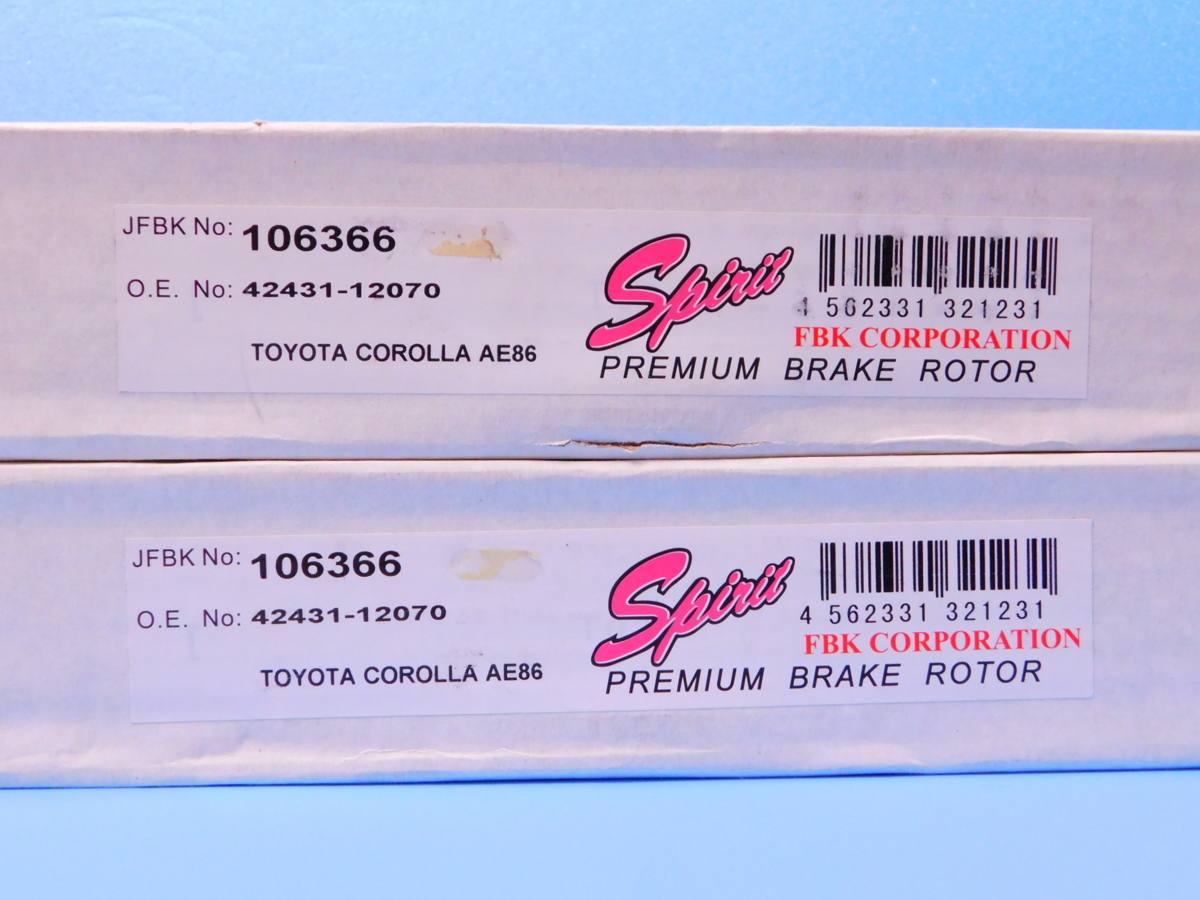 JFBK No: 106366
O.E. No: 42431-12070
TOYOTA COROLLA AE86
Spirit
4 562331 321231
FBK CORPORATION
PREMIUM BRAKE ROTOR
JFBK No: 106366
O.E. No: 42431-12070
TOYOTA COROLLA AE86
Spirit
4 562331 321231
FBK CORPORATION
PREMIUM BRAKE ROTOR